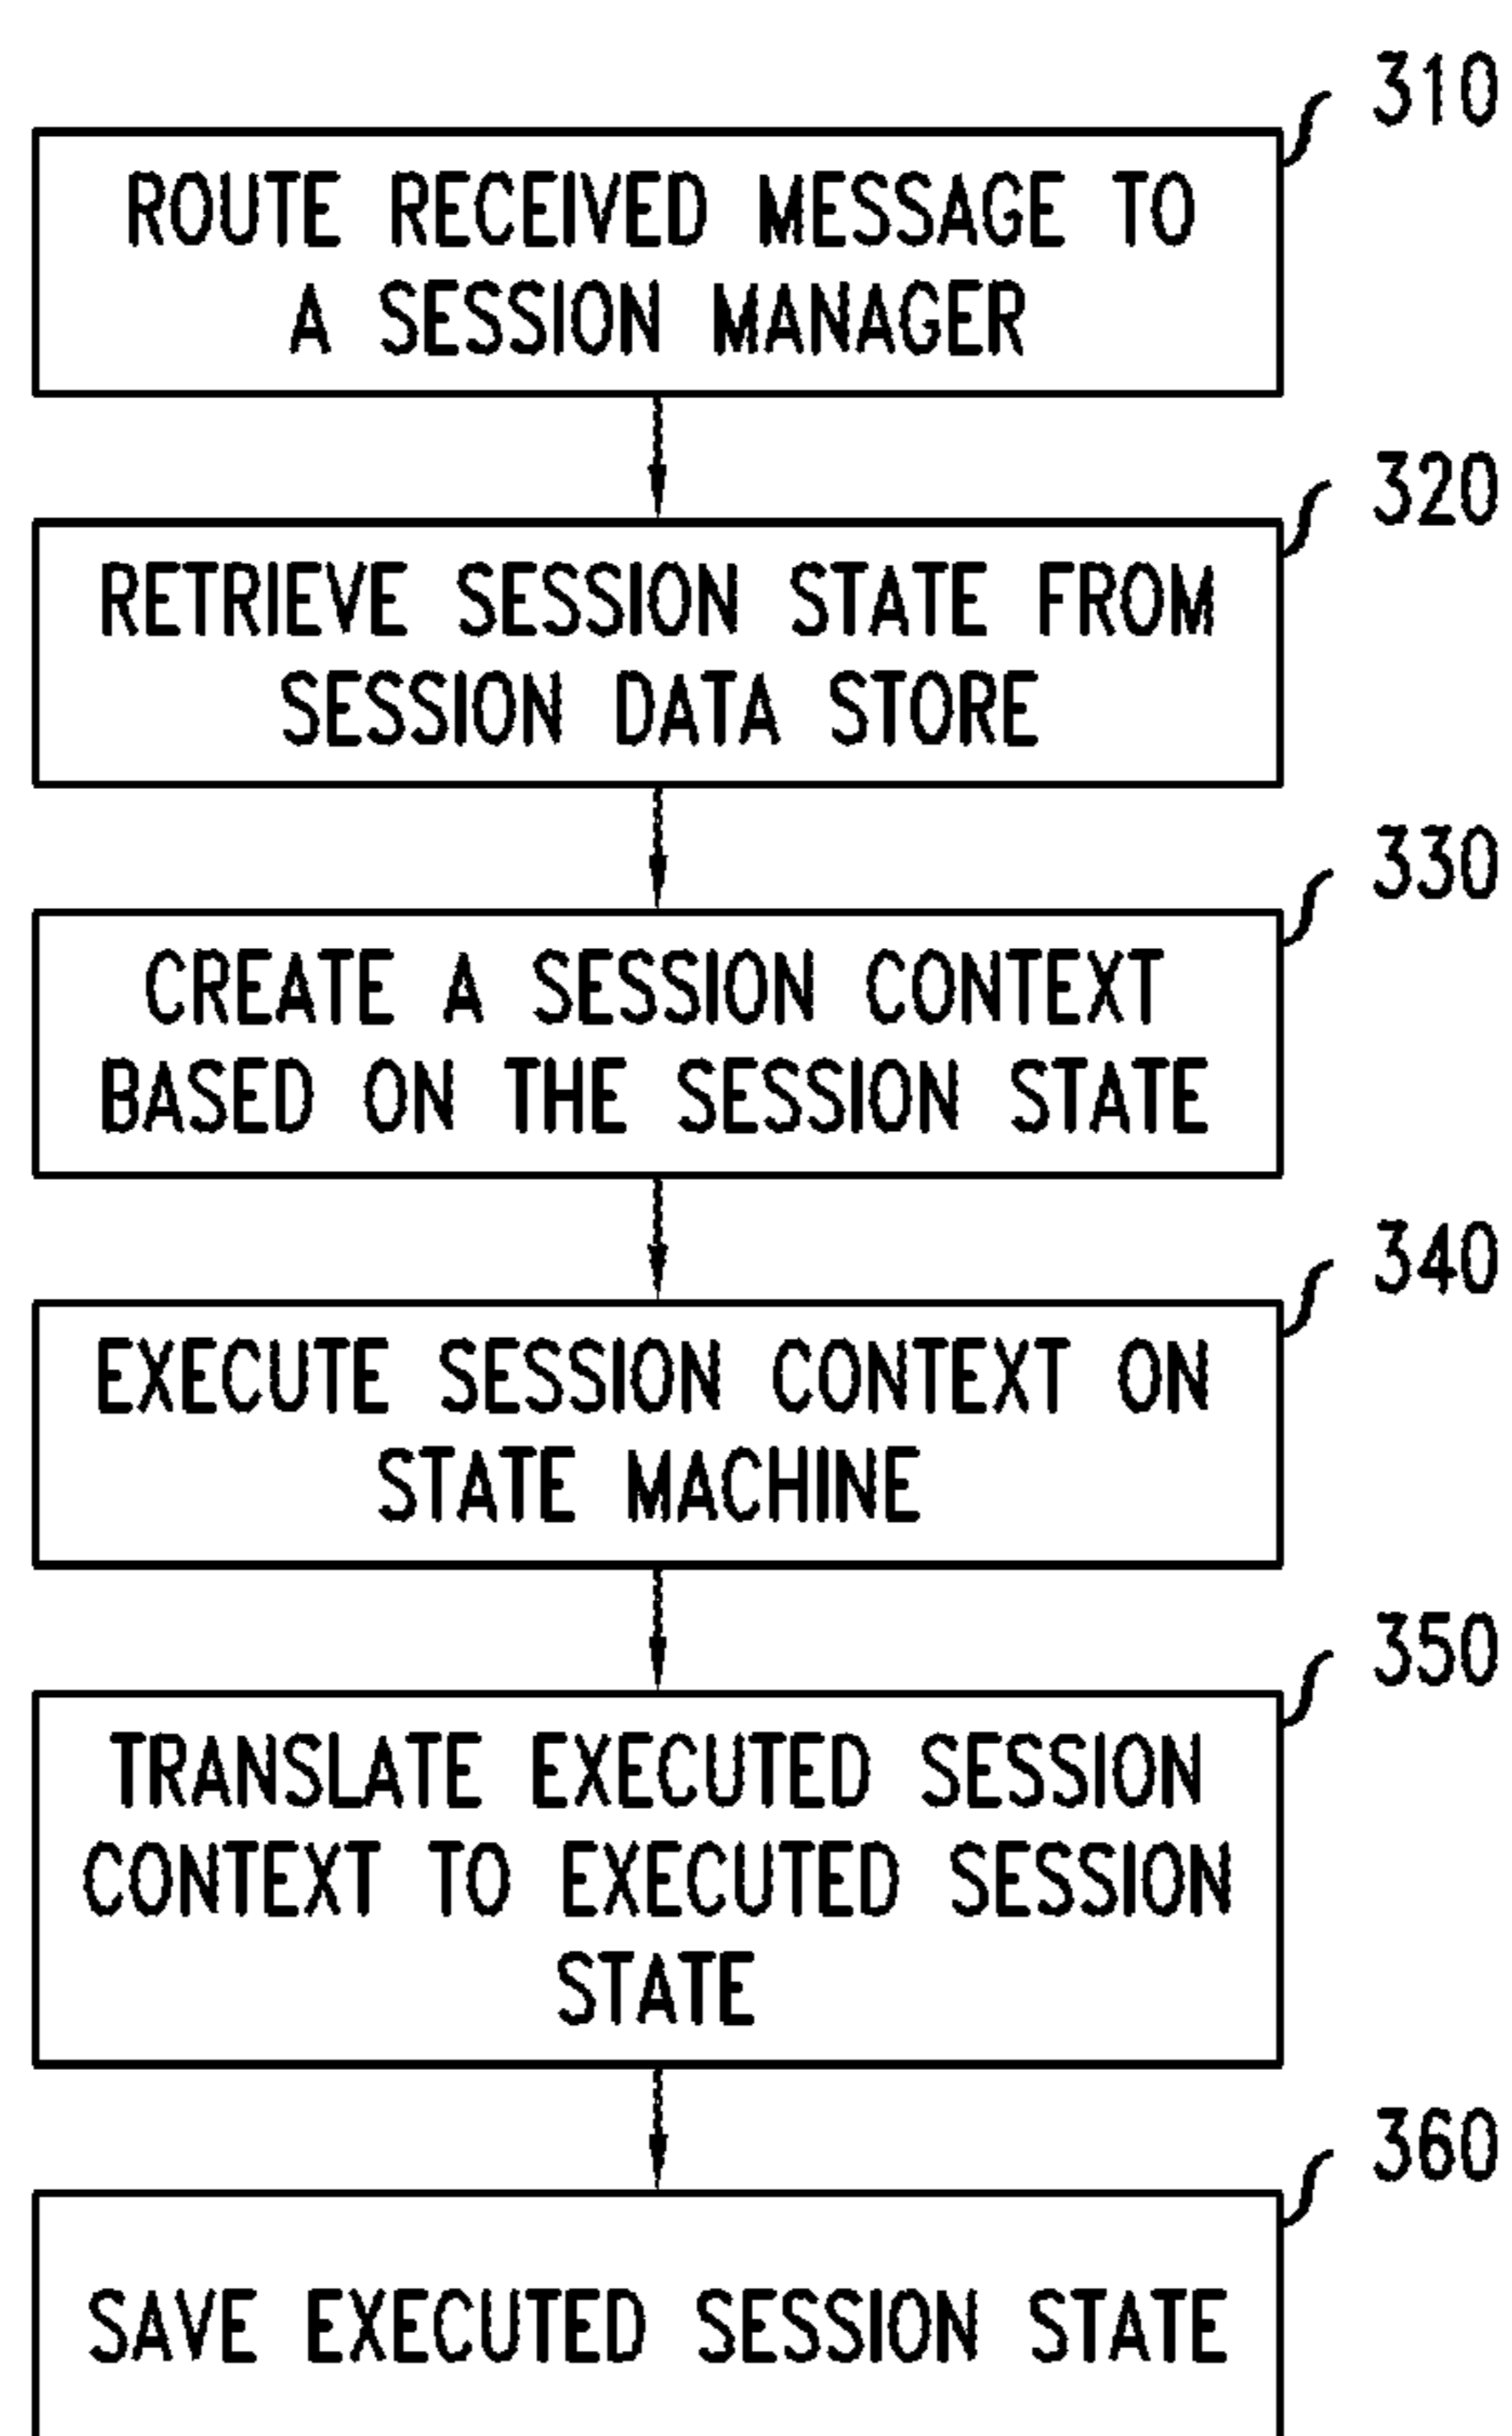 310
ROUTE RECEIVED MESSAGE TO
A SESSION MANAGER
320
RETRIEVE SESSION STATE FROM
SESSION DATA STORE
330
CREATE A SESSION CONTEXT
BASED ON THE SESSION STATE
340
EXECUTE SESSION CONTEXT ON
STATE MACHINE
350
TRANSLATE EXECUTED SESSION
CONTEXT TO EXECUTED SESSION
STATE
360
SAVE EXECUTED SESSION STATE